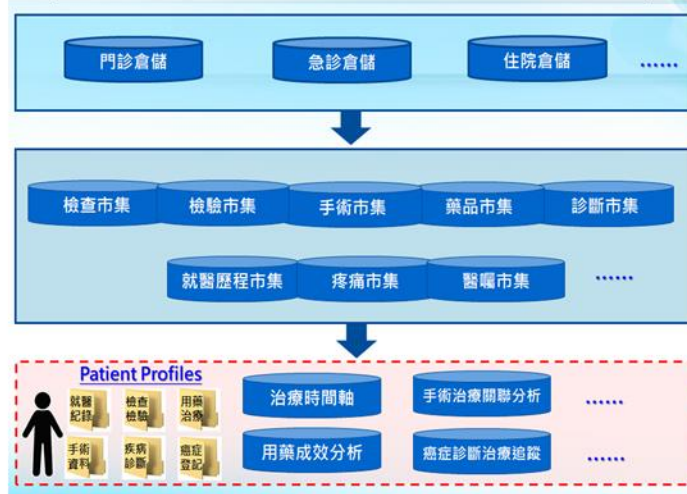 門診倉儲
急診倉儲
住院倉儲
......
檢查市集
檢驗市集
手術市集
藥品市集
診斷市集
就醫歷程市集
疼痛市集
醫囑市集
......
Patient Profiles
就醫
紀錄
檢查
檢驗
用藥
治療
手術
資料
疾病
診斷
癌症
登記
治療時間軸
手術治療關聯分析
......
用藥成效分析
癌症診斷治療追蹤
......